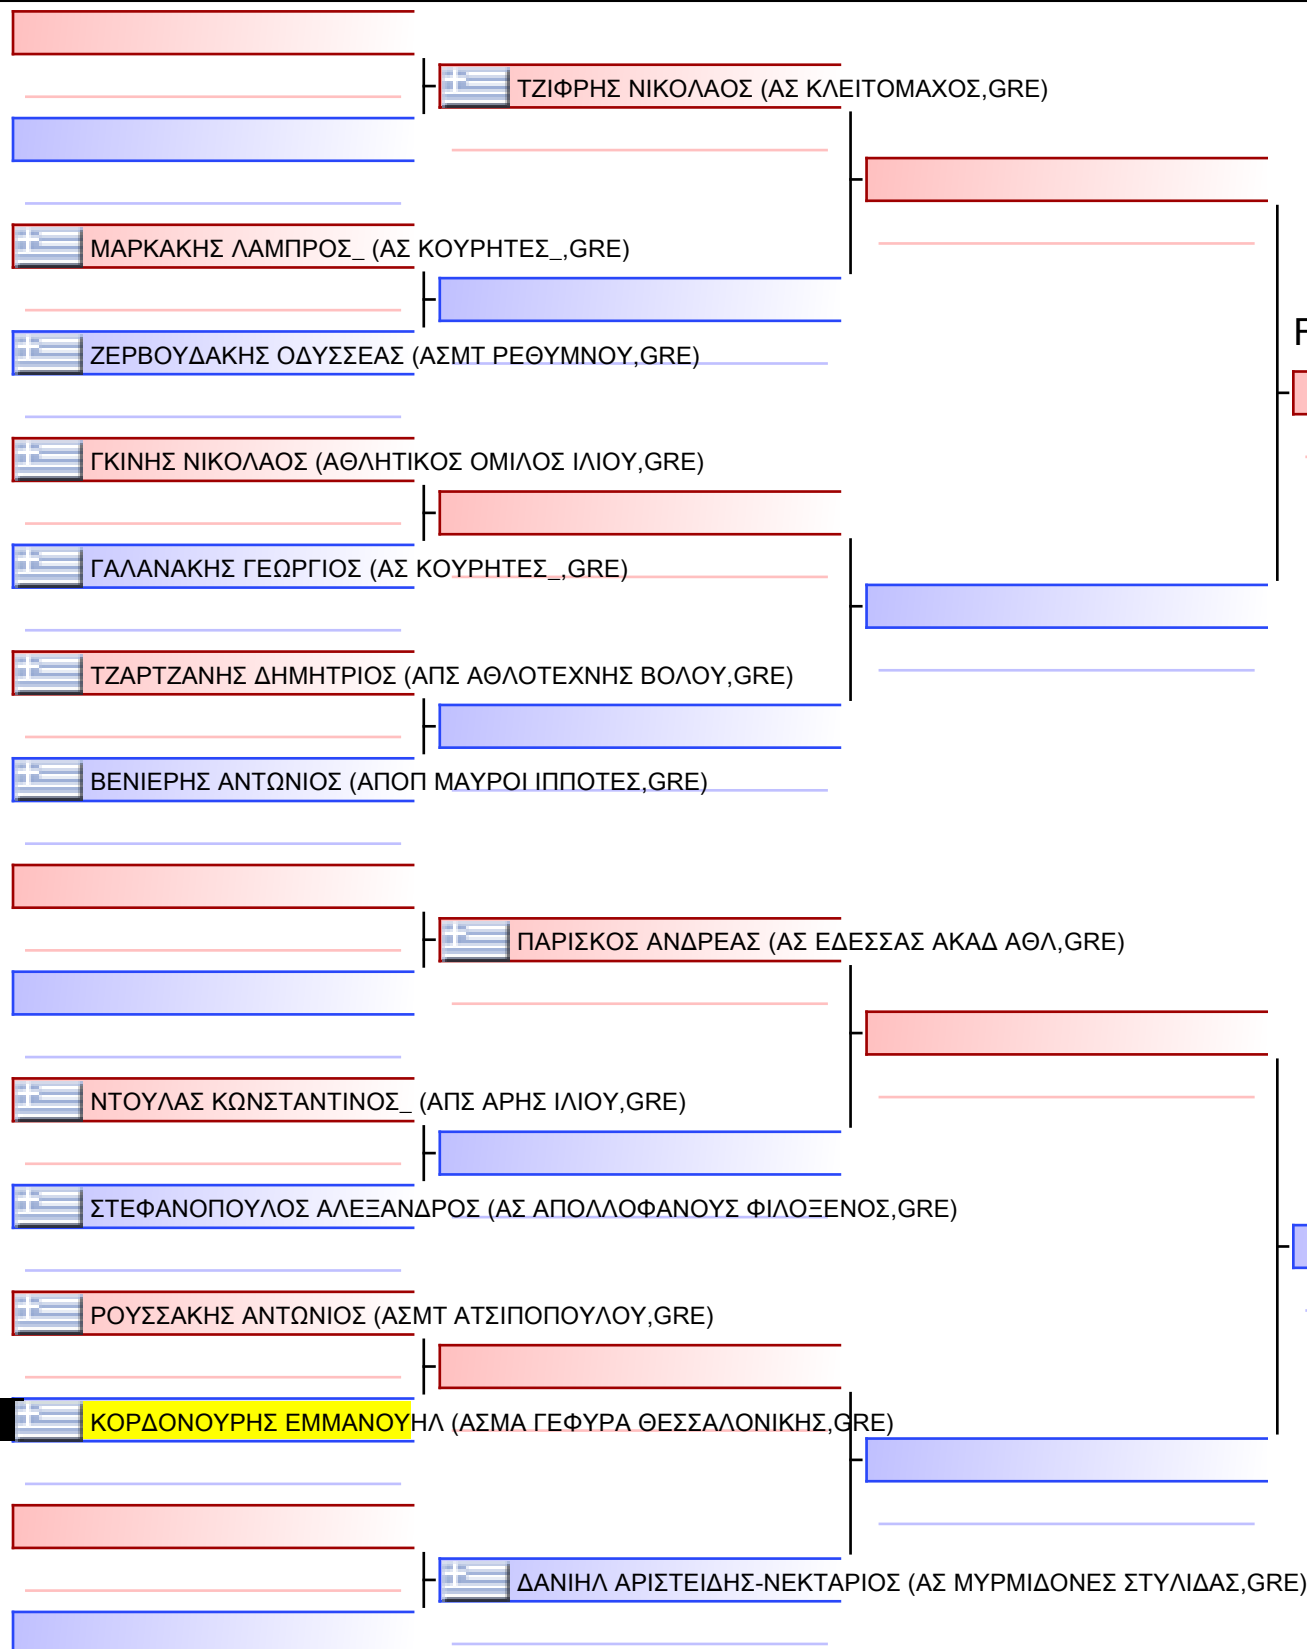 ΤΖΙΦΡΗΣ ΝΙΚΟΛΑΟΣ (ΑΣ ΚΛΕΙΤΟΜΑΧΟΣ,GRE)
ΜΑΡΚΑΚΗΣ ΛΑΜΠΡΟΣ_ (ΑΣ ΚΟΥΡΗΤΕΣ_,GRE)
F
ΖΕΡΒΟΥΔΑΚΗΣ ΟΔΥΣΣΕΑΣ (ΑΣΜΤ ΡΕΘΥΜΝΟΥ,GRE)
ΓΚΙΝΗΣ ΝΙΚΟΛΑΟΣ (ΑΘΛΗΤΙΚΟΣ ΟΜΙΛΟΣ ΙΛΙΟΥ,GRE)
ΓΑΛΑΝΑΚΗΣ ΓΕΩΡΓΙΟΣ (ΑΣ ΚΟΥΡΗΤΕΣ_,GRE)
ΤΖΑΡΤΖΑΝΗΣ ΔΗΜΗΤΡΙΟΣ (ΑΠΣ ΑΘΛΟΤΕΧΝΗΣ ΒΟΛΟΥ,GRE)
ΒΕΝΙΕΡΗΣ ΑΝΤΩΝΙΟΣ (ΑΠΟΠ ΜΑΥΡΟΙ ΙΠΠΟΤΕΣ,GRE)
ΠΑΡΙΣΚΟΣ ΑΝΔΡΕΑΣ (ΑΣ ΕΔΕΣΣΑΣ ΑΚΑΔ ΑΘΛ,GRE)
ΝΤΟΥΛΑΣ ΚΩΝΣΤΑΝΤΙΝΟΣ_ (ΑΠΣ ΑΡΗΣ ΙΛΙΟΥ,GRE)
ΣΤΕΦΑΝΟΠΟΥΛΟΣ ΑΛΕΞΑΝΔΡΟΣ (ΑΣ ΑΠΟΛΛΟΦΑΝΟΥΣ ΦΙΛΟΞΕΝΟΣ,GRE)
ΡΟΥΣΣΑΚΗΣ ΑΝΤΩΝΙΟΣ (ΑΣΜΤ ΑΤΣΙΠΟΠΟΥΛΟΥ,GRE)
ΚΟΡΔΟΝΟΥΡΗΣ ΕΜΜΑΝΟΥΗΛ (ΑΣΜΑ ΓΕΦΥΡΑ ΘΕΣΣΑΛΟΝΙΚΗΣ,GRE)
ΔΑΝΙΗΛ ΑΡΙΣΤΕΙΔΗΣ-ΝΕΚΤΑΡΙΟΣ (ΑΣ ΜΥΡΜΙΔΟΝΕΣ ΣΤΥΛΙΔΑΣ,GRE)